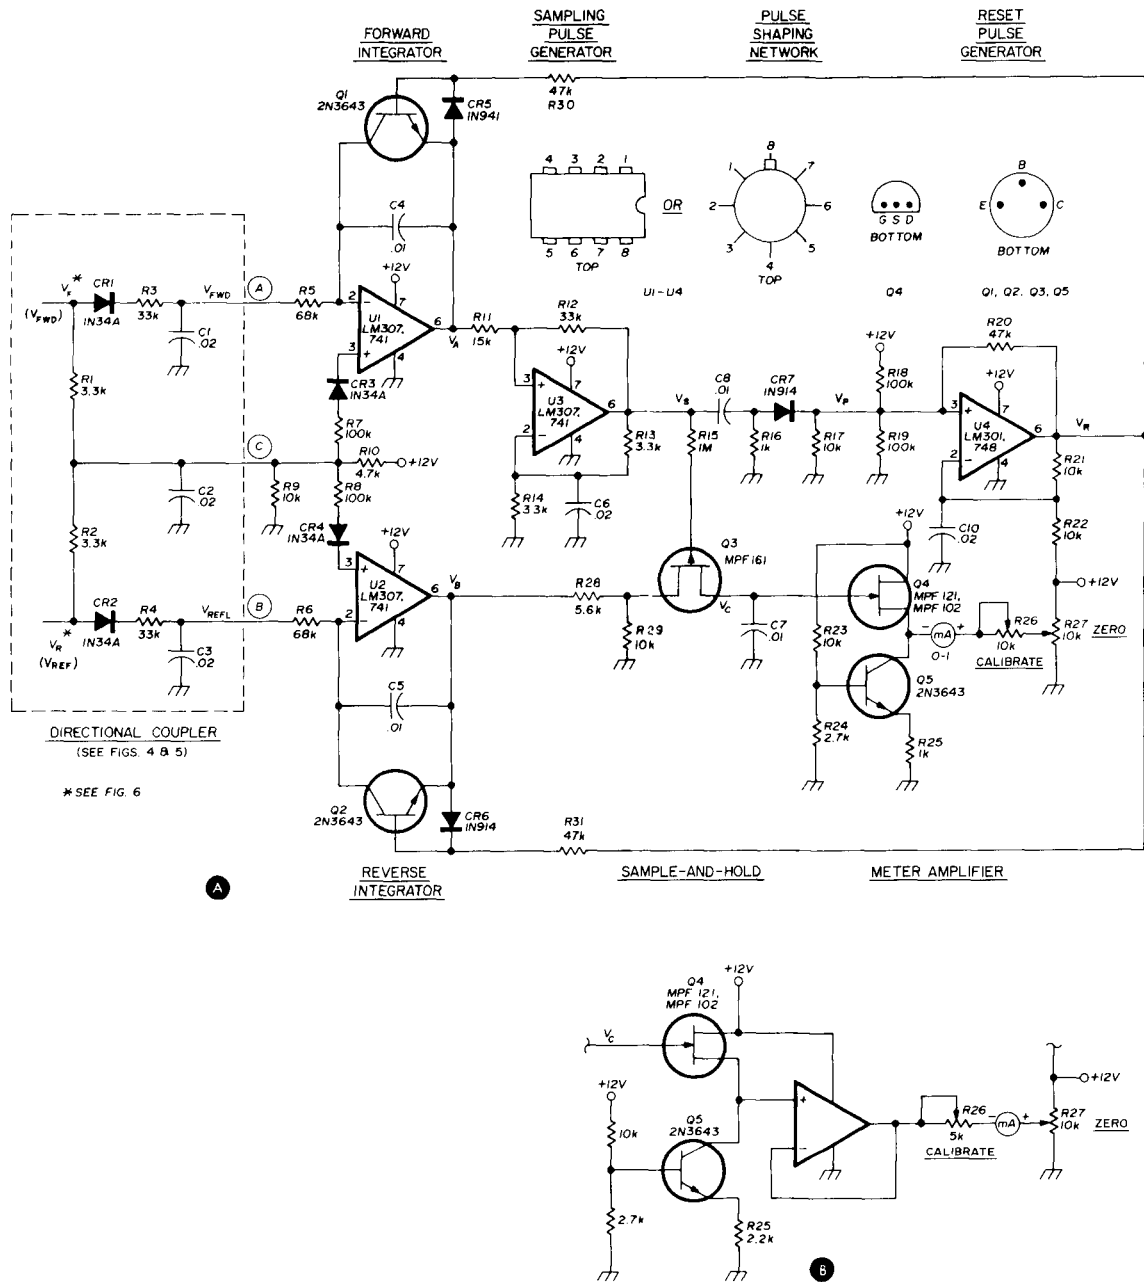 FORWARD
INTEGRATOR
SAMPLING
PULSE
GENERATOR
PULSE
SHAPING
NETWORK
RESET
PULSE
GENERATOR
Q1
2N3643
CR5
1N941
47k
R30
C4
.01
4 3 2 1
5 6 7 8
TOP
OR
8
1
7
2
6
3
5
4
TOP
U1-U4
G S D
BOTTOM
Q4
B
E
C
BOTTOM
Q1, Q2, Q3, Q5
VF*
(VFWD)
CR1
1N34A
R3
33k
VFWD
A
C1
.02
R5
68k
+12V
2
7
U1
LM307,
741
6
3
4
VA
R11
15k
R12
33k
+12V
3
7
U3
LM307,
741
6
2
4
R13
3.3k
R14
3.3k
C6
.02
VS
C8
.01
CR7
1N914
VP
R15
1M
R16
1k
R17
10k
+12V
R18
100k
R19
100k
R20
47k
+12V
3
7
U4
LM301,
748
6
2
4
VR
R21
10k
R1
3.3k
CR3
1N34A
R7
100k
C
R10
4.7k
+12V
R9
10k
R8
100k
C2
.02
R2
3.3k
CR4
1N34A
+12V
3
7
U2
LM307,
741
6
2
4
VB
CR2
1N34A
R4
33k
VREFL
B
R6
68k
VR*
(VREF)
C3
.02
C5
.01
R28
5.6k
R29
10k
Q3
MPF161
VC
C7
.01
+12V
C10
.02
R22
10k
+12V
Q4
MPF 121,
MPF 102
R23
10k
- mA +
0-1
R26
10k
CALIBRATE
R27
10k
ZERO
Q5
2N3643
R24
2.7k
R25
1k
DIRECTIONAL COUPLER
(SEE FIGS. 4 & 5)
* SEE FIG. 6
Q2
2N3643
CR6
1N914
R31
47k
A
REVERSE
INTEGRATOR
SAMPLE-AND-HOLD
METER AMPLIFIER
Q4
MPF 121,
MPF 102
+12V
VC
+12V
10k
Q5
2N3643
+
-
R26
5k
CALIBRATE
- mA +
+12V
R27
10k
ZERO
2.7k
R25
2.2k
B